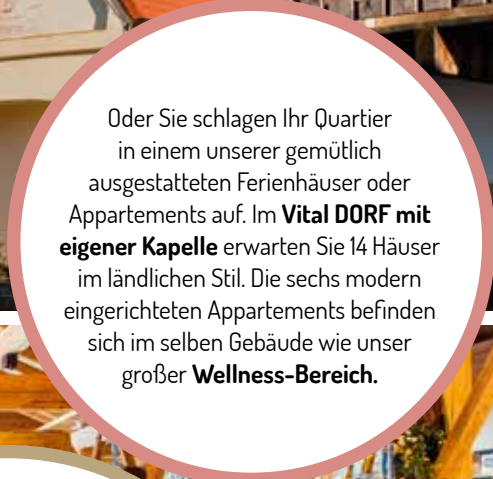 Oder Sie schlagen Ihr Quartier
in einem unserer gemütlich
ausgestatteten Ferienhäuser oder
Appartements auf. Im Vital DORF mit
eigener Kapelle erwarten Sie 14 Häuser
im ländlichen Stil. Die sechs modern
eingerichteten Appartements befinden
sich im selben Gebäude wie unser
großer Wellness-Bereich.